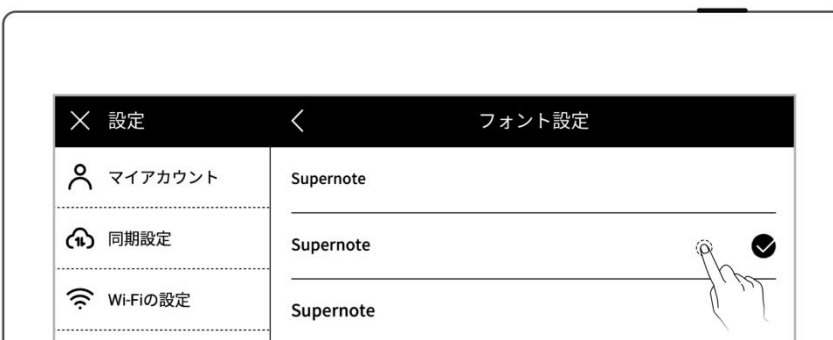 設定
フォント設定
マイアカウント
同期設定
Wi-Fiの設定
Supernote
Supernote
Supernote